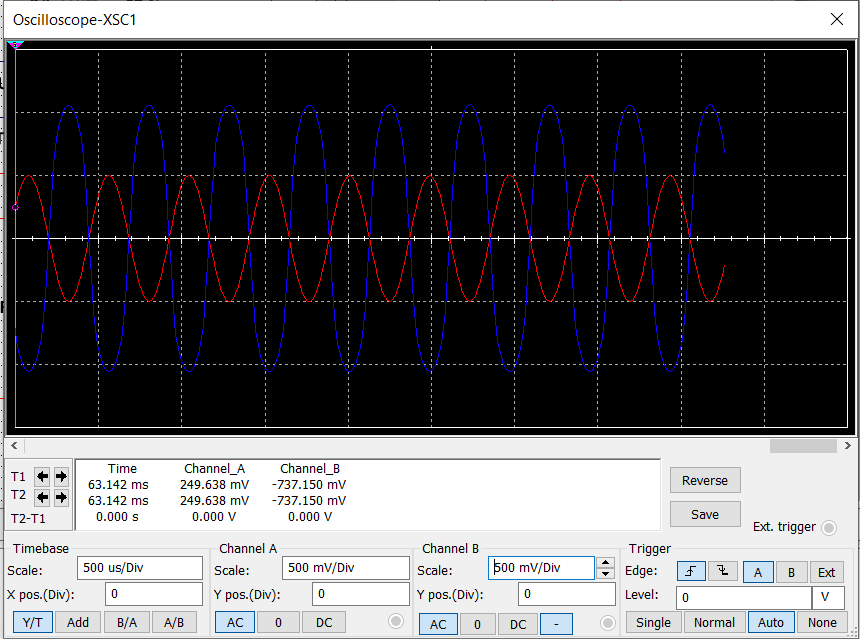 Oscilloscope-XSC1
Time Channel_A Channel_B
T1 63.142 ms 249.638 mV -737.150 mV
T2 63.142 ms 249.638 mV -737.150 mV
T2-T1 0.000 s 0.000 V 0.000 V
Reverse
Save
Ext. trigger
Timebase
Scale: 500 us/Div
X pos.(Div): 0
Y/T Add B/A A/B
Channel A
Scale: 500 mV/Div
Y pos.(Div): 0
AC 0 DC
Channel B
Scale: 500 mV/Div
Y pos.(Div): 0
AC 0 DC -
Trigger
Edge: A B Ext
Level: 0 V
Single Normal Auto None